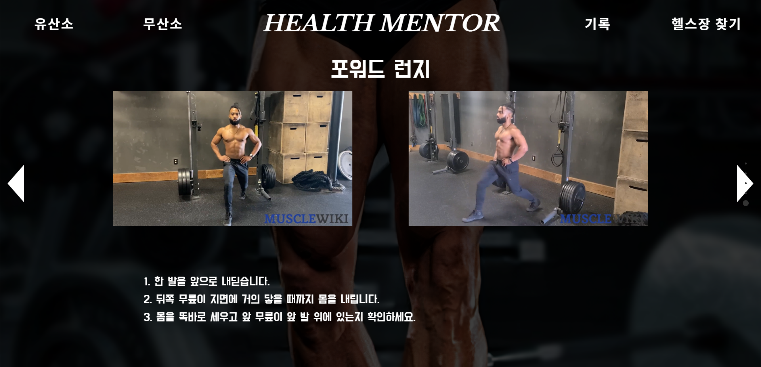 유산소
무산소
HEALTH MENTOR
기록
헬스장 찾기
포워드 런지
MUSCLEWIKI
MUSCLEWIKI
1. 한 발을 앞으로 내딛습니다.
2. 뒤쪽 무릎이 지면에 거의 닿을 때까지 몸을 내립니다.
3. 몸을 똑바로 세우고 앞 무릎이 앞 발 위에 있는지 확인하세요.